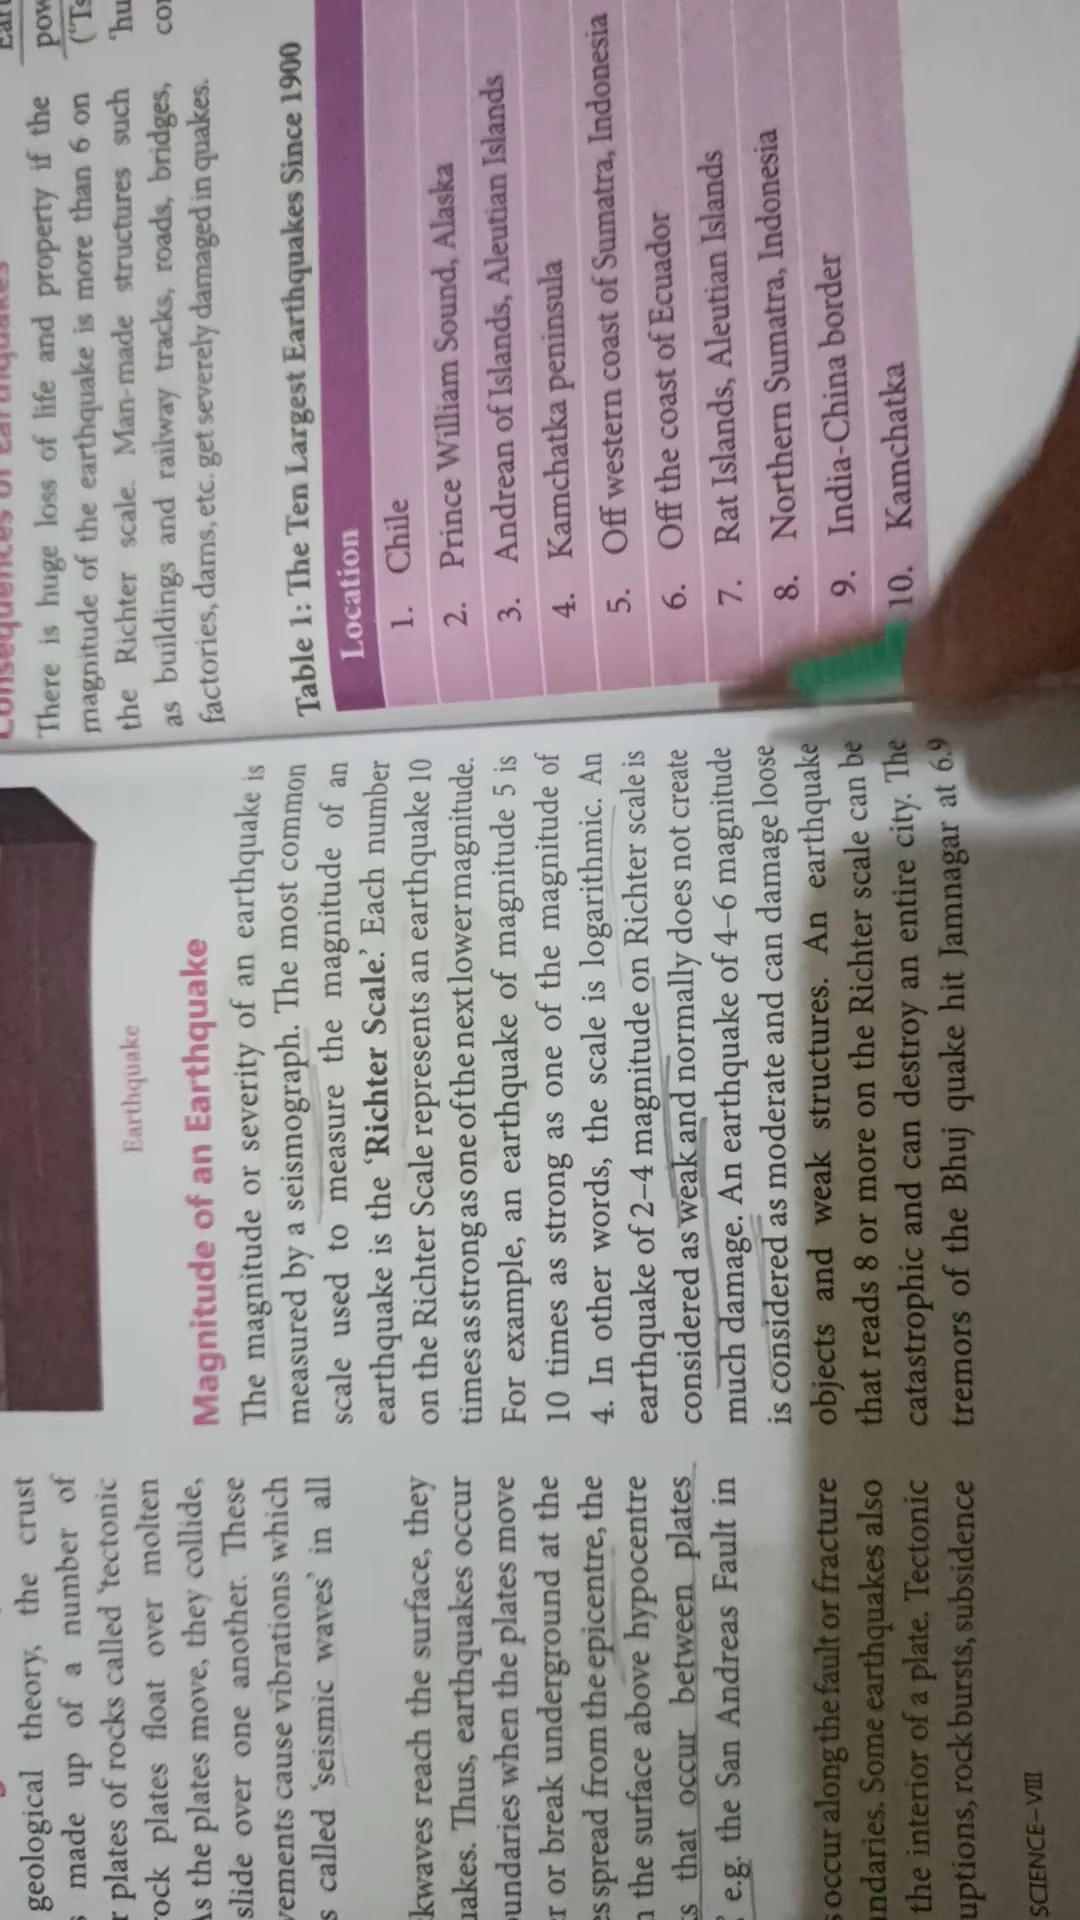 geological theory, the crust
made up of a number of
plates of rocks called 'tectonic
rock plates float over molten
As the plates move, they collide,
slide over one another. These
vements cause vibrations which
called 'seismic waves' in all
kwaves reach the surface, they
uakes. Thus, earthquakes occur
undaries when the plates move
or break underground at the
spread from the epicentre, the
the surface above hypocentre
that occur between plates
e.g. the San Andreas Fault in
occur along the fault or fracture
ndaries. Some earthquakes also
the interior of a plate. Tectonic
uptions, rock bursts, subsidence
SCIENCE-VIII
Earthquake
Magnitude of an Earthquake
The magnitude or severity of an earthquake is
measured by a seismograph. The most common
scale used to measure the magnitude of an
earthquake is the 'Richter Scale.' Each number
on the Richter Scale represents an earthquake 10
times as strong as one of the next lower magnitude.
For example, an earthquake of magnitude 5 is
10 times as strong as one of the magnitude of
4. In other words, the scale is logarithmic. An
earthquake of 2–4 magnitude on Richter scale is
considered as weak and normally does not create
much damage. An earthquake of 4–6 magnitude
is considered as moderate and can damage loose
objects and weak structures. An earthquake
that reads 8 or more on the Richter scale can be
catastrophic and can destroy an entire city. The
tremors of the Bhuj quake hit Jamnagar at 6.9
Consequences of Earthquakes
There is huge loss of life and property if the
magnitude of the earthquake is more than 6 on
the Richter scale. Man-made structures such
as buildings and railway tracks, roads, bridges,
factories, dams, etc. get severely damaged in quakes.
Table 1: The Ten Largest Earthquakes Since 1900
Location
1. Chile
2. Prince William Sound, Alaska
3. Andrean of Islands, Aleutian Islands
4. Kamchatka peninsula
5. Off western coast of Sumatra, Indonesia
6. Off the coast of Ecuador
7. Rat Islands, Aleutian Islands
8. Northern Sumatra, Indonesia
9. India-China border
10. Kamchatka